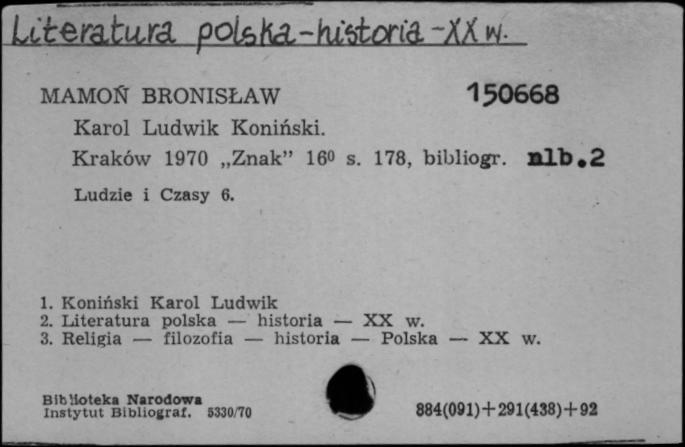 Literatura polska-historia-XX w.
MAMOŃ BRONISŁAW 150668
Karol Ludwik Koniński.
Kraków 1970 „Znak” 16⁰ s. 178, bibliogr. nlb.2
Ludzie i Czasy 6.
1. Koniński Karol Ludwik
2. Literatura polska — historia — XX w.
3. Religia — filozofia — historia — Polska — XX w.
Biblioteka Narodowa
Instytut Bibliograf. 5330/70 884(091)+291(438)+92